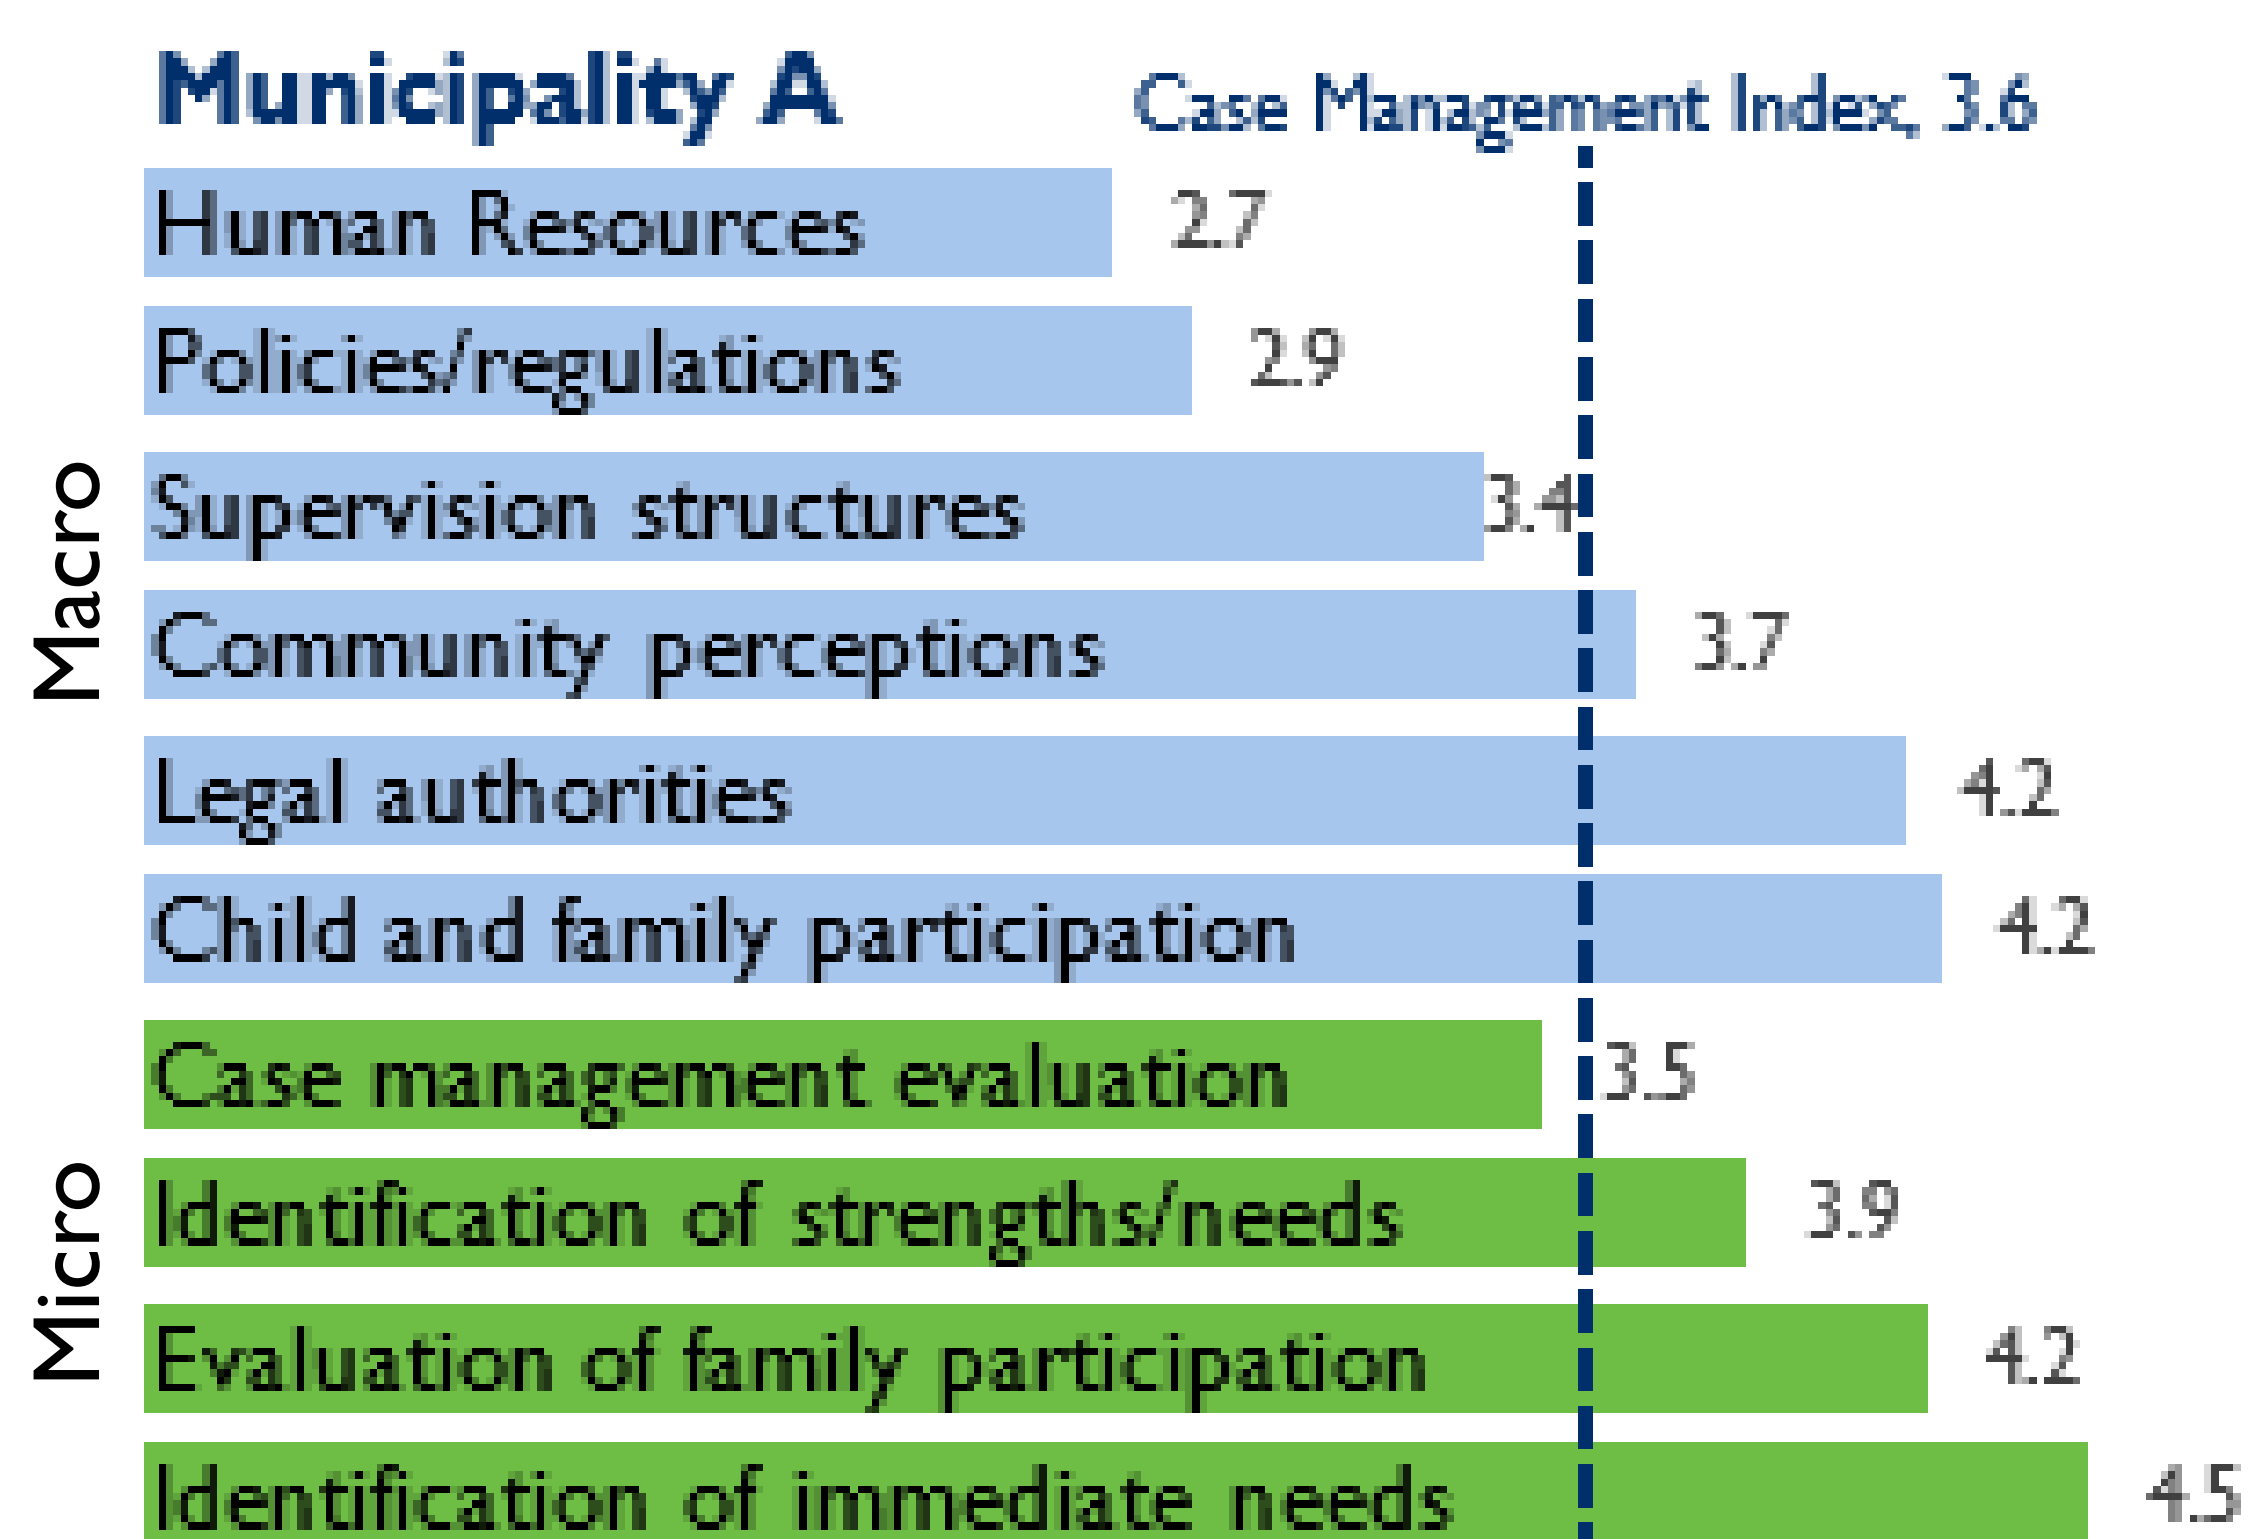 Municipality A
Case Management Index, 3.6
Macro
Human Resources 2.7
Policies/regulations 2.9
Supervision structures 3.4
Community perceptions 3.7
Legal authorities 4.2
Child and family participation 4.2
Micro
Case management evaluation 3.5
Identification of strengths/needs 3.9
Evaluation of family participation 4.2
Identification of immediate needs 4.5